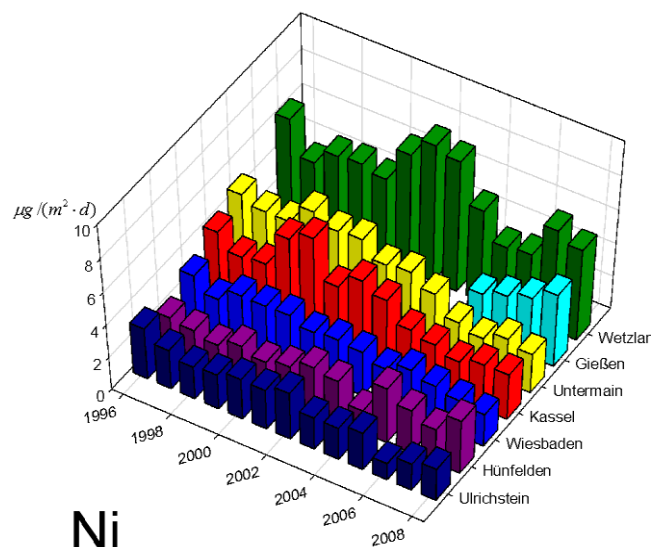 μg/(m²·d)
10
8
6
4
2
0
1996
1998
2000
2002
2004
2006
2008
Wetzlar
Gießen
Untermain
Kassel
Wiesbaden
Hünfelden
Ulrichstein
Ni